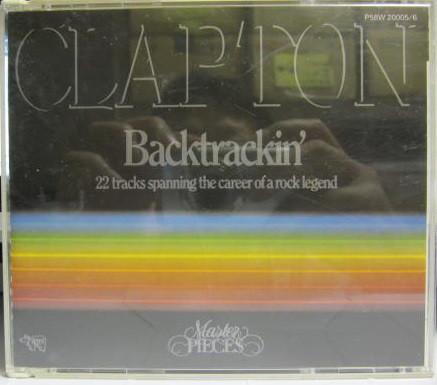 P58W 20005/6
CLAPTON
Backtrackin'
22 tracks spanning the career of a rock legend
Master
PIECES